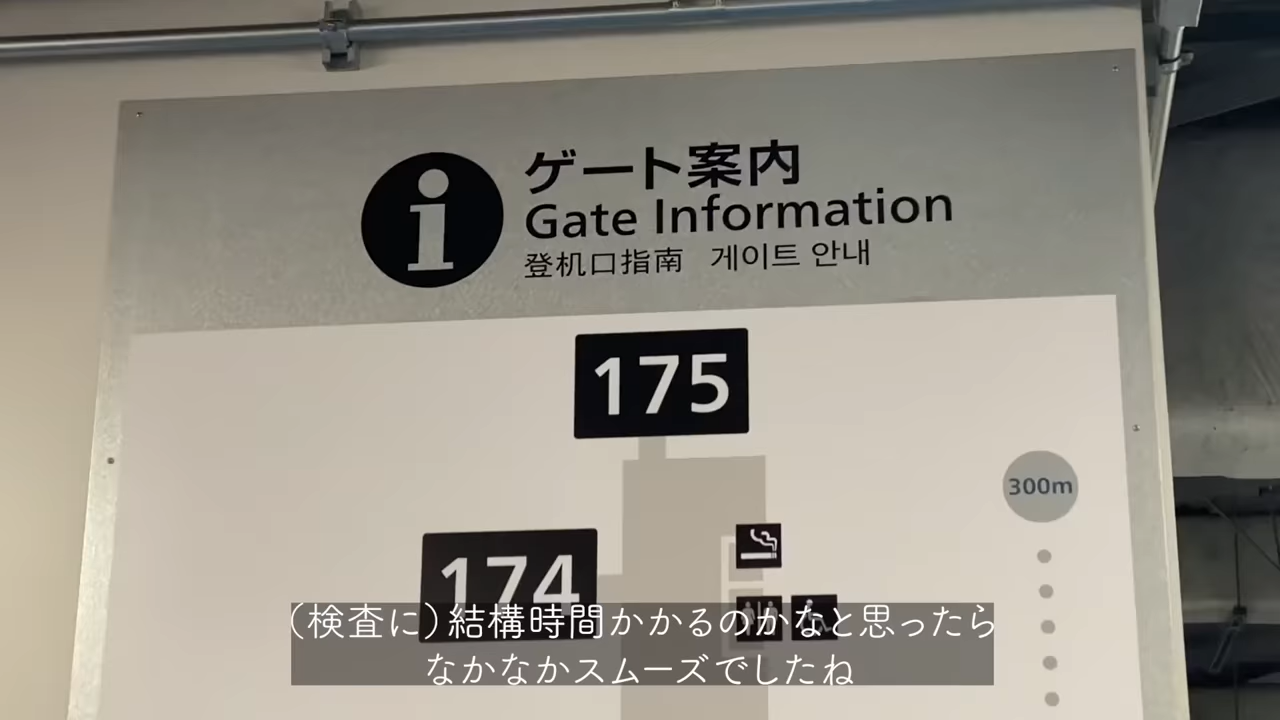 ゲート案内
Gate Information
登机口指南 게이트 안내
175
300m
174
（検査に）結構時間かかるのかなと思ったら
なかなかスムーズでしたね